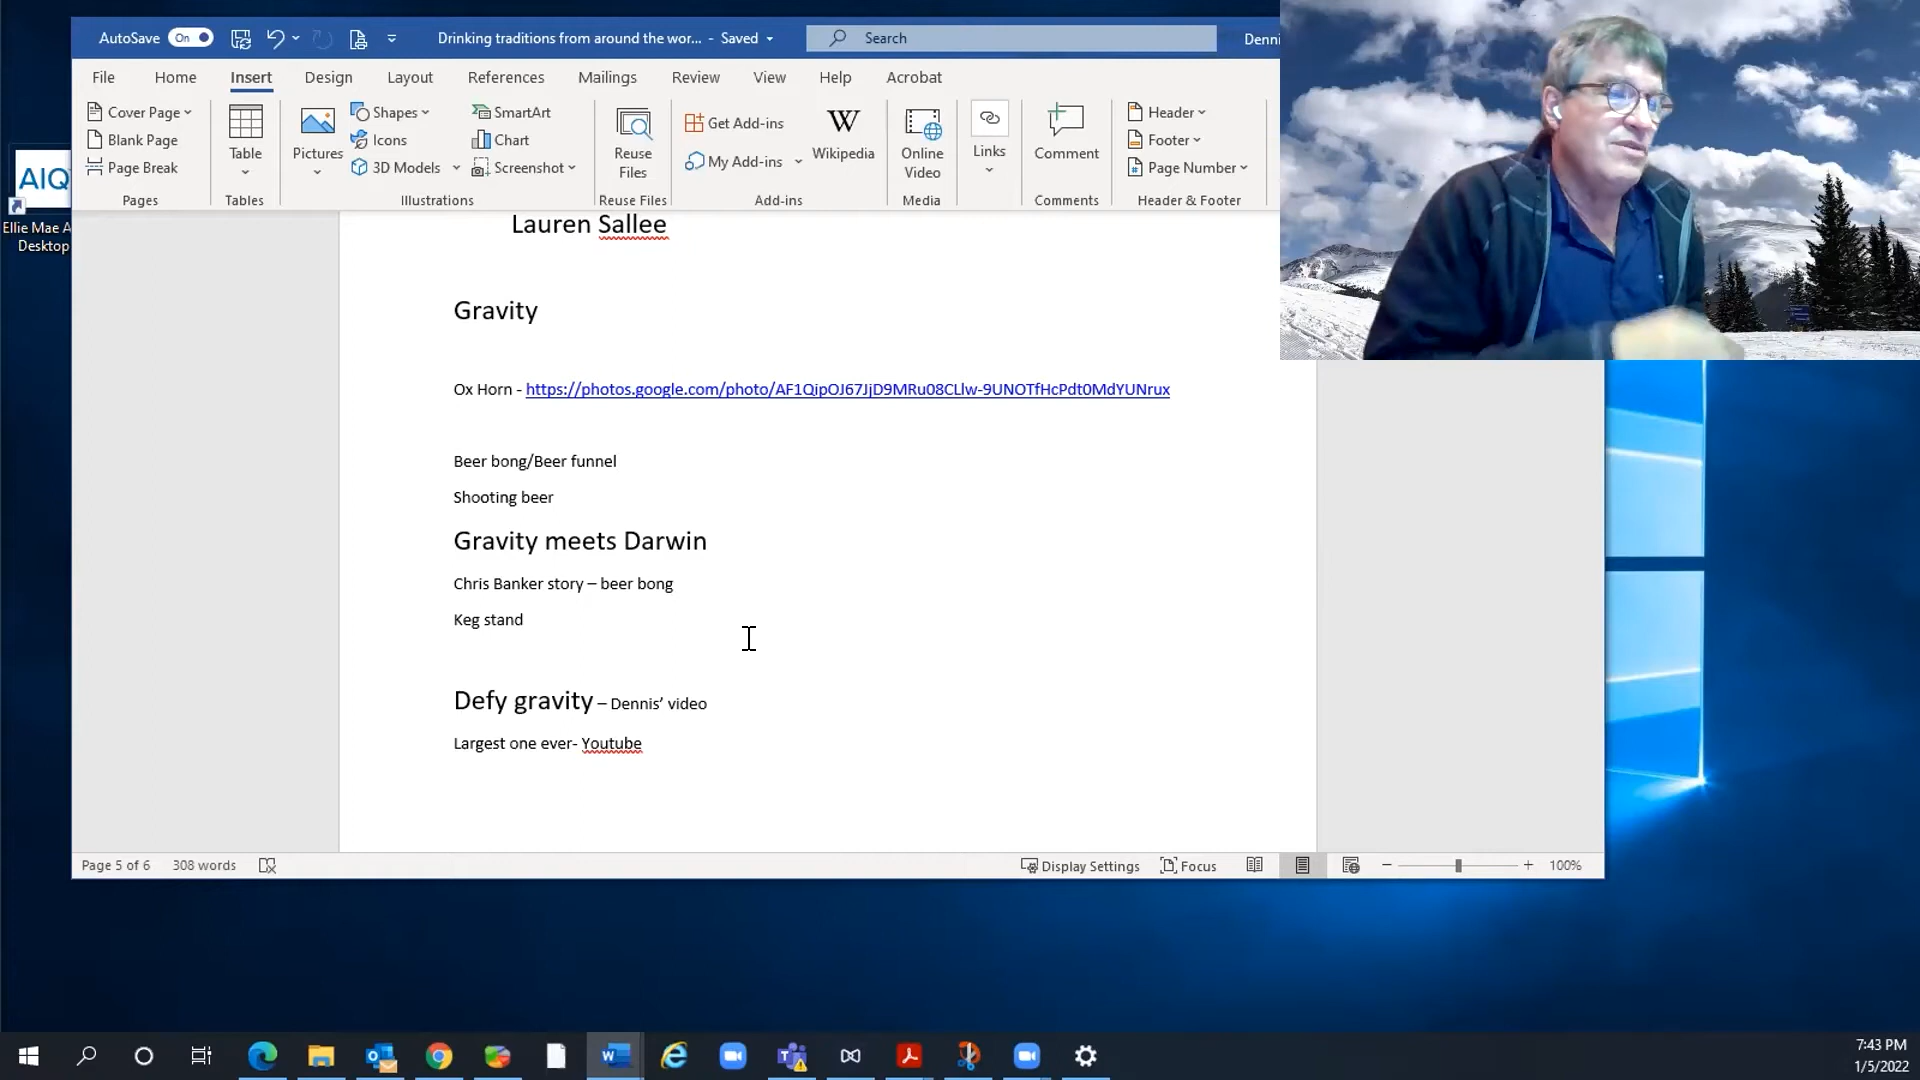 AutoSave On Drinking traditions from around the wor... - Saved Search Denni
File Home Insert Design Layout References Mailings Review View Help Acrobat
Cover Page
Blank Page
Page Break
Pages
Table
Tables
Pictures
Shapes
Icons
3D Models
SmartArt
Chart
Screenshot
Illustrations
Reuse
Files
Reuse Files
Get Add-ins
My Add-ins
W
Wikipedia
Add-ins
Online
Video
Media
Links
Comment
Comments
Header
Footer
Page Number
Header & Footer
AIQ
Ellie Mae A
Desktop
Lauren Sallee
Gravity
Ox Horn - https://photos.google.com/photo/AF1QipOJ67JjD9MRu08CLlw-9UNOTfHcPdt0MdYUNrux
Beer bong/Beer funnel
Shooting beer
Gravity meets Darwin
Chris Banker story – beer bong
Keg stand
Defy gravity – Dennis’ video
Largest one ever- Youtube
Page 5 of 6 308 words Display Settings Focus 100%
7:43 PM
1/5/2022